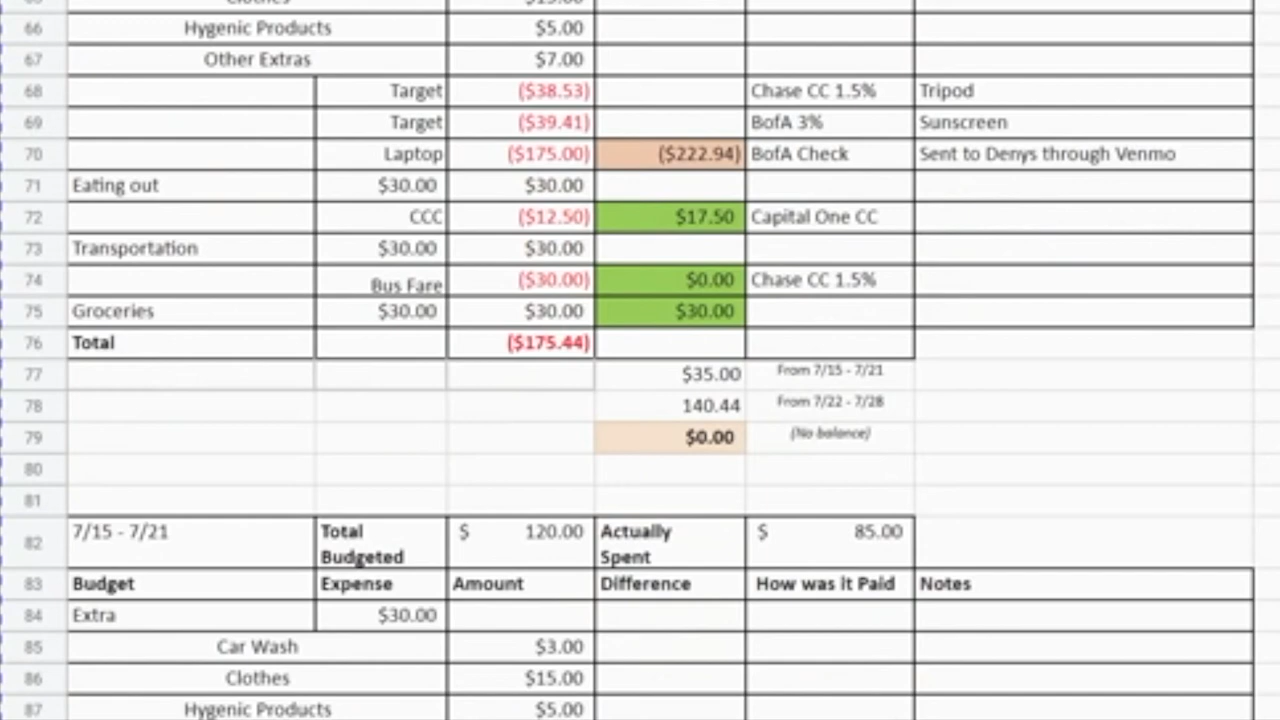 66 Hygenic Products $5.00
67 Other Extras $7.00
68 Target ($38.53) Chase CC 1.5% Tripod
69 Target ($39.41) BofA 3% Sunscreen
70 Laptop ($175.00) ($222.94) BofA Check Sent to Denys through Venmo
71 Eating out $30.00 $30.00
72 CCC ($12.50) $17.50 Capital One CC
73 Transportation $30.00 $30.00
74 Bus Fare ($30.00) $0.00 Chase CC 1.5%
75 Groceries $30.00 $30.00 $30.00
76 Total ($175.44)
77 $35.00 From 7/15 - 7/21
78 140.44 From 7/22 - 7/28
79 $0.00 (No balance)
80
81
82 7/15 - 7/21 Total Budgeted $ 120.00 Actually Spent $ 85.00
83 Budget Expense Amount Difference How was it Paid Notes
84 Extra $30.00
85 Car Wash $3.00
86 Clothes $15.00
87 Hygenic Products $5.00